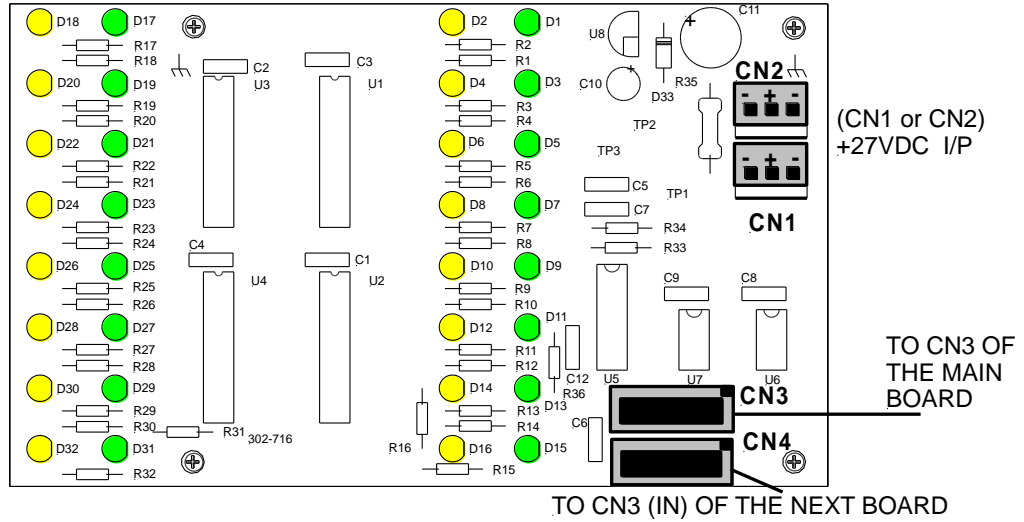 D18 D17 D2 D1 C11
U8
R17 R2
R18 C2 C3 R1 CN2
D20 D19 U3 U1 D4 D3 C10 D33 R35
- + -
R19 R3
R20 R4 TP2 (CN1 or CN2)
D22 D21 D6 D5 +27VDC I/P
TP3
R22 R5
- + -
R21 R6
C5 TP1
D24 D23 D8 D7 C7
CN1
R23 R7 R34
R24 R8 R33
C4 C1
D26 D25 U4 U2 D10 D9 C9 C8
R25 R9
R26 R10
D28 D27 D12 D11
R27 R11
TO CN3 OF
R28 R12
THE MAIN
C12 U5 U7 U6
D30 D29 D14 R36 CN3
BOARD
D13
R29 R13
R30 R31 302-716 R14 C6
D32 D31 R16 D16 D15 CN4
R32 R15
TO CN3 (IN) OF THE NEXT BOARD